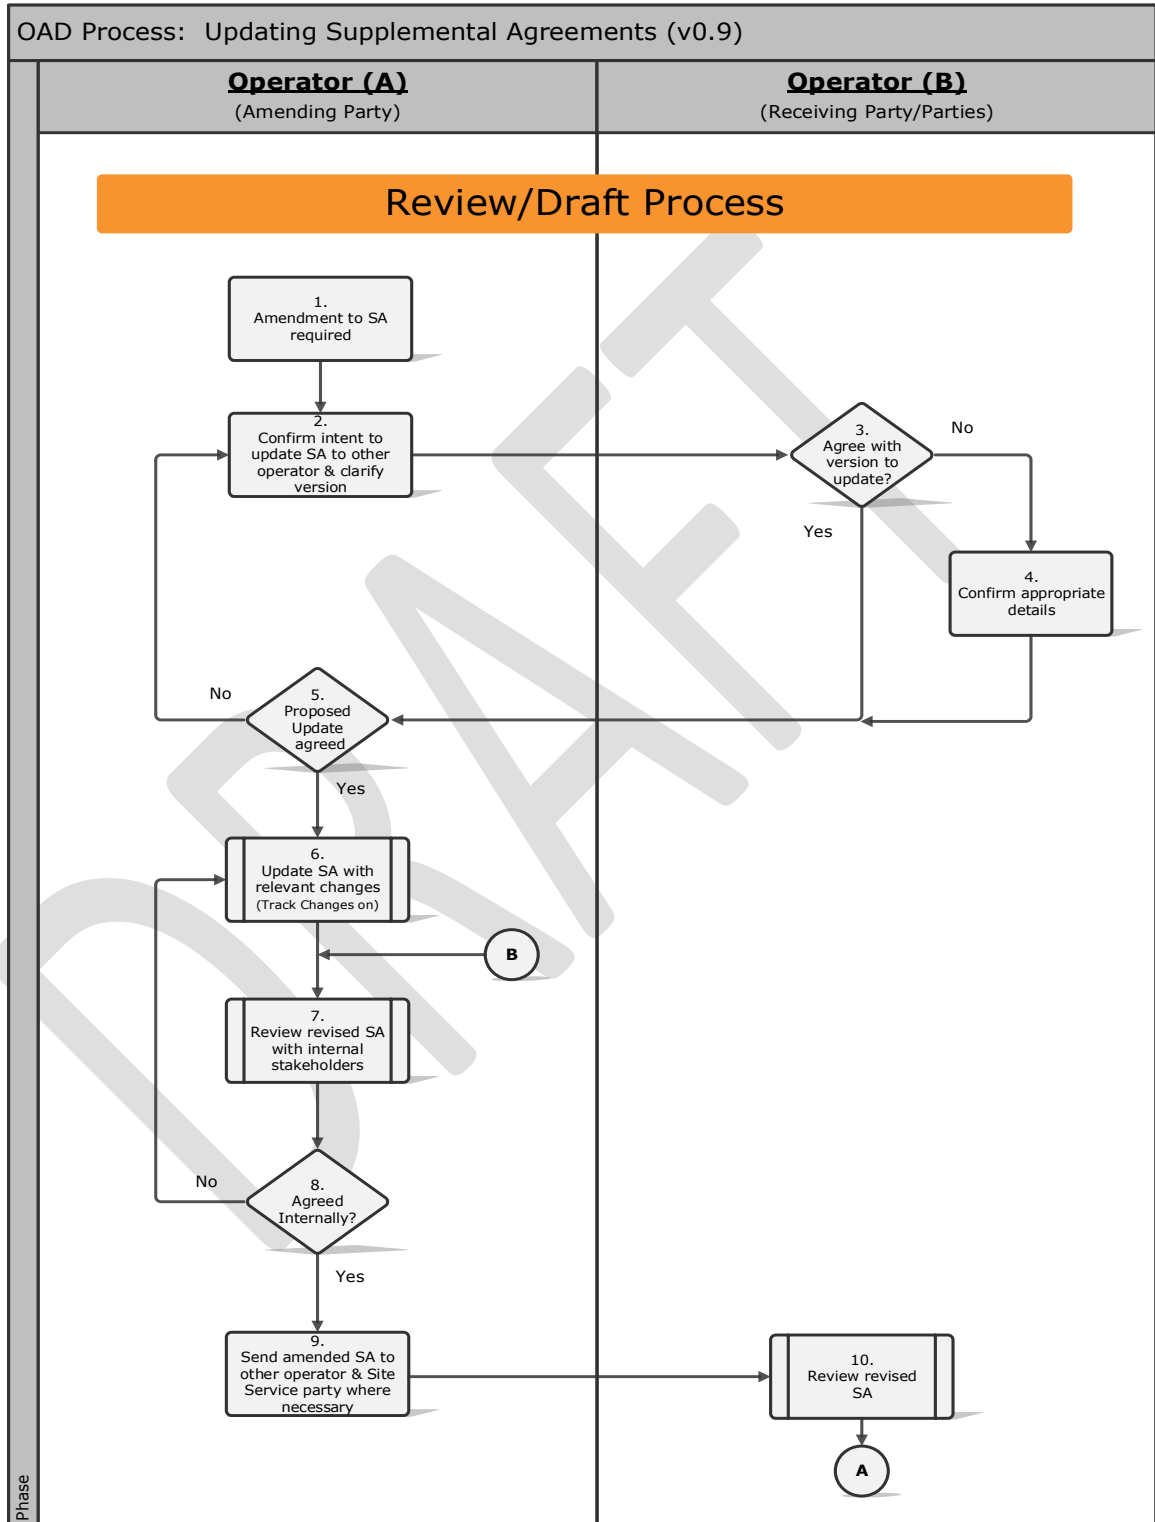 OAD Process:  Updating Supplemental Agreements (v0.9)
Operator (A)
(Amending Party)
Operator (B)
(Receiving Party/Parties)
Review/Draft Process
1.
Amendment to SA
required
2.
Confirm intent to
update SA to other
operator & clarify
version
3.
Agree with
version to
update?
No
Yes
4.
Confirm appropriate
details
No
5.
Proposed
Update
agreed
Yes
6.
Update SA with
relevant changes
(Track Changes on)
B
7.
Review revised SA
with internal
stakeholders
No
8.
Agreed
Internally?
Yes
9.
Send amended SA to
other operator & Site
Service party where
necessary
10.
Review revised
SA
A
Phase
DRAFT